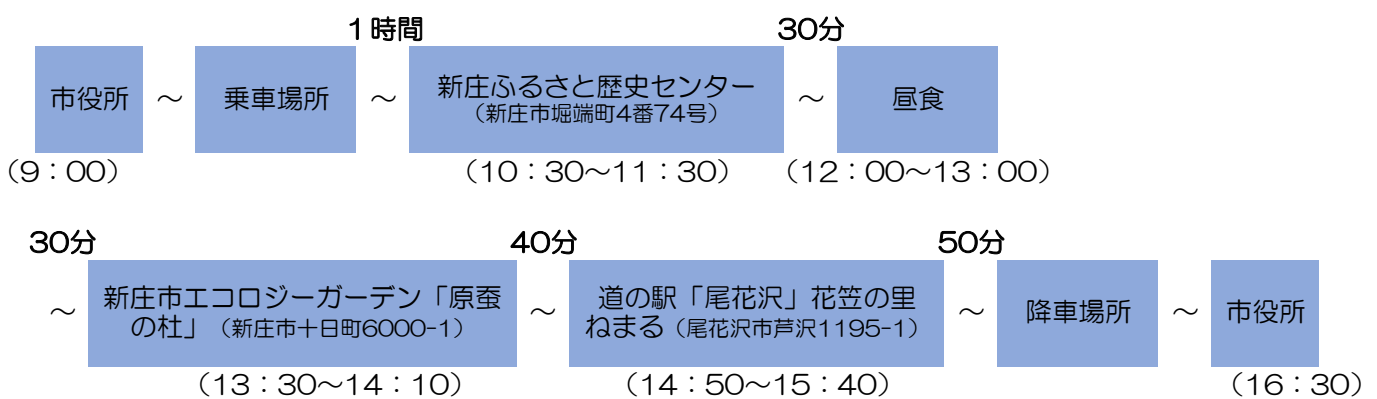 1時間 30分
市役所 ～ 乗車場所 ～ 新庄ふるさと歴史センター ～ 昼食
（新庄市堀端町4番74号）
（9：00） （10：30～11：30） （12：00～13：00）
30分 40分 50分
～ 新庄市エコロジーガーデン「原蚕 ～ 道の駅「尾花沢」花笠の里 ～ 降車場所 ～ 市役所
の杜」（新庄市十日町6000-1） ねまる（尾花沢市芦沢1195-1）
（13：30～14：10） （14：50～15：40） （16：30）